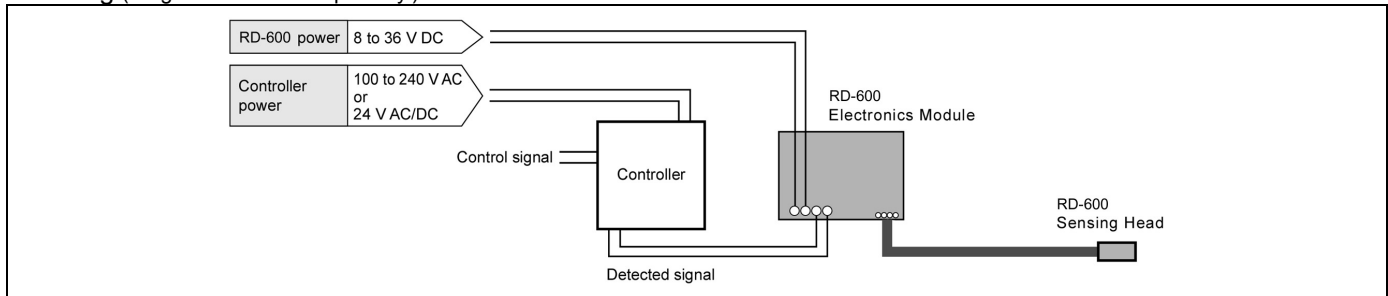 RD-600 power
8 to 36 V DC
Controller
power
100 to 240 V AC
or
24 V AC/DC
RD-600
Electronics Module
Control signal
Controller
RD-600
Sensing Head
Detected signal